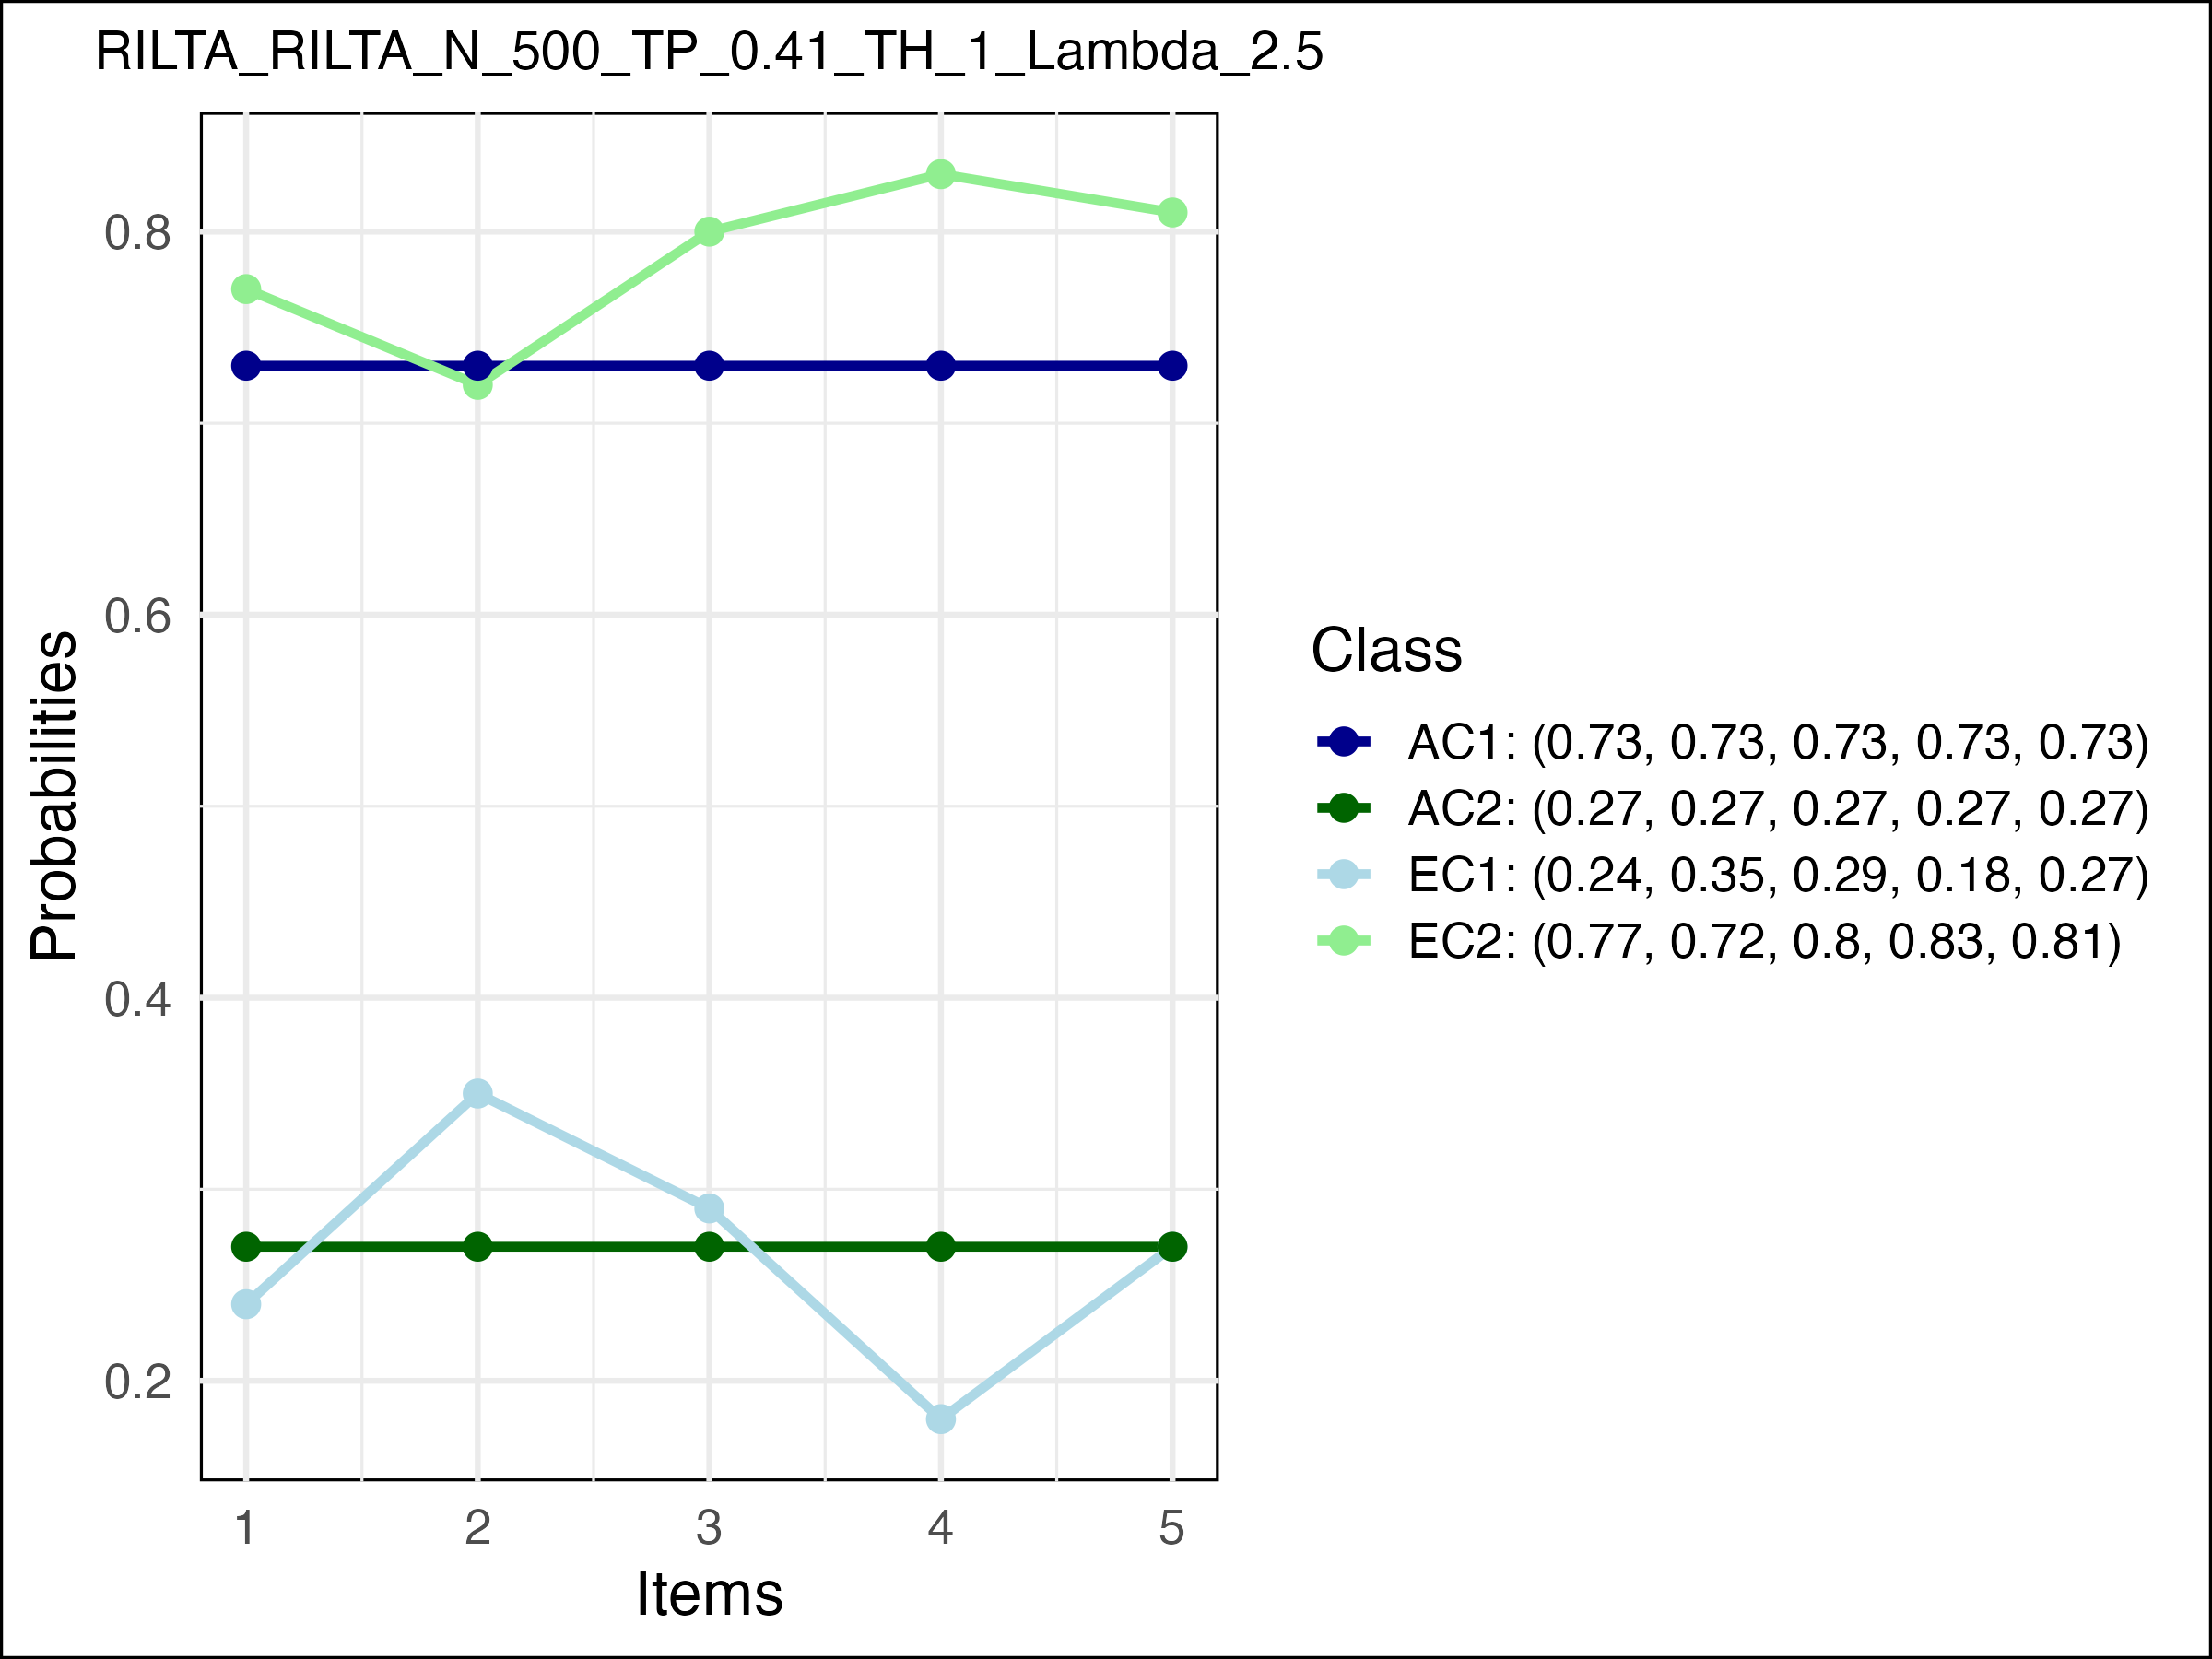 RILTA_RILTA_N_500_TP_0.41_TH_1_Lambda_2.5
0.8
0.6
0.4
0.2
Probabilities
1 2 3 4 5
Items
Class
AC1: (0.73, 0.73, 0.73, 0.73, 0.73)
AC2: (0.27, 0.27, 0.27, 0.27, 0.27)
EC1: (0.24, 0.35, 0.29, 0.18, 0.27)
EC2: (0.77, 0.72, 0.8, 0.83, 0.81)